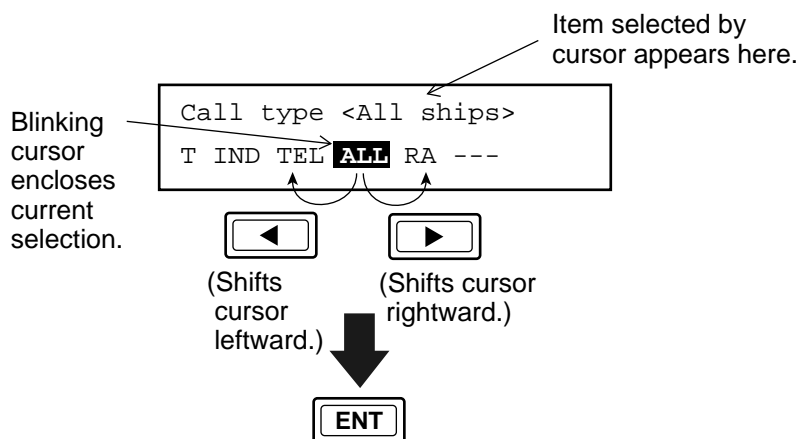 Item selected by
cursor appears here.
Call type <All ships>
T IND TEL ALL RA ---
Blinking
cursor
encloses
current
selection.
(Shifts
cursor
leftward.)
(Shifts cursor
rightward.)
ENT